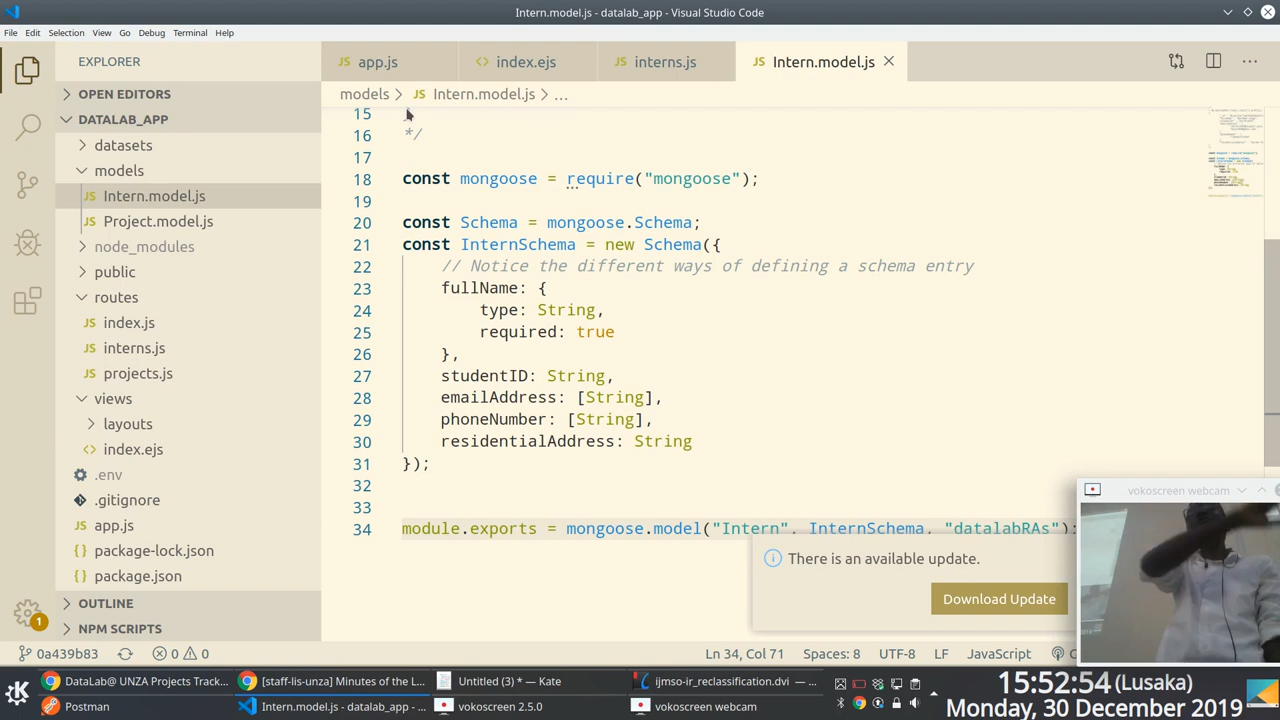 Intern.model.js - datalab_app - Visual Studio Code
File Edit Selection View Go Debug Terminal Help
EXPLORER
OPEN EDITORS
DATALAB_APP
datasets
models
Intern.model.js
Project.model.js
node_modules
public
routes
index.js
interns.js
projects.js
views
layouts
index.ejs
.env
.gitignore
app.js
package-lock.json
package.json
OUTLINE
NPM SCRIPTS
1
JS app.js <> index.ejs JS interns.js JS Intern.model.js
models > JS Intern.model.js > ...
15
16 */
17
18 const mongoose = require("mongoose");
19
20 const Schema = mongoose.Schema;
21 const InternSchema = new Schema({
22 // Notice the different ways of defining a schema entry
23 fullName: {
24 type: String,
25 required: true
26 },
27 studentID: String,
28 emailAddress: [String],
29 phoneNumber: [String],
30 residentialAddress: String
31 });
32
33
34 module.exports = mongoose.model("Intern", InternSchema, "datalabRAs");
There is an available update.
Download Update
vokoscreen webcam
0a439b83 0 0 Ln 34, Col 71 Spaces: 8 UTF-8 LF JavaScript
DataLab@ UNZA Projects Track...
[staff-lis-unza] Minutes of the L...
Untitled (3) * — Kate
ijmso-ir_reclassification.dvi —...
Postman
Intern.model.js - datalab_app - ...
vokoscreen 2.5.0
vokoscreen webcam
15:52:54 (Lusaka)
Monday, 30 December 2019